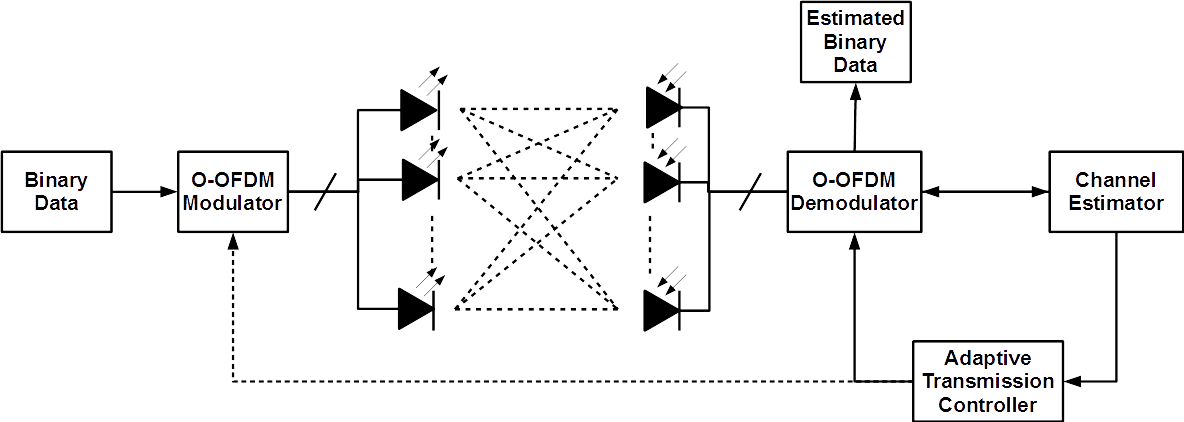 Estimated
Binary
Data
Binary
Data
O-OFDM
Modulator
O-OFDM
Demodulator
Channel
Estimator
Adaptive
Transmission
Controller